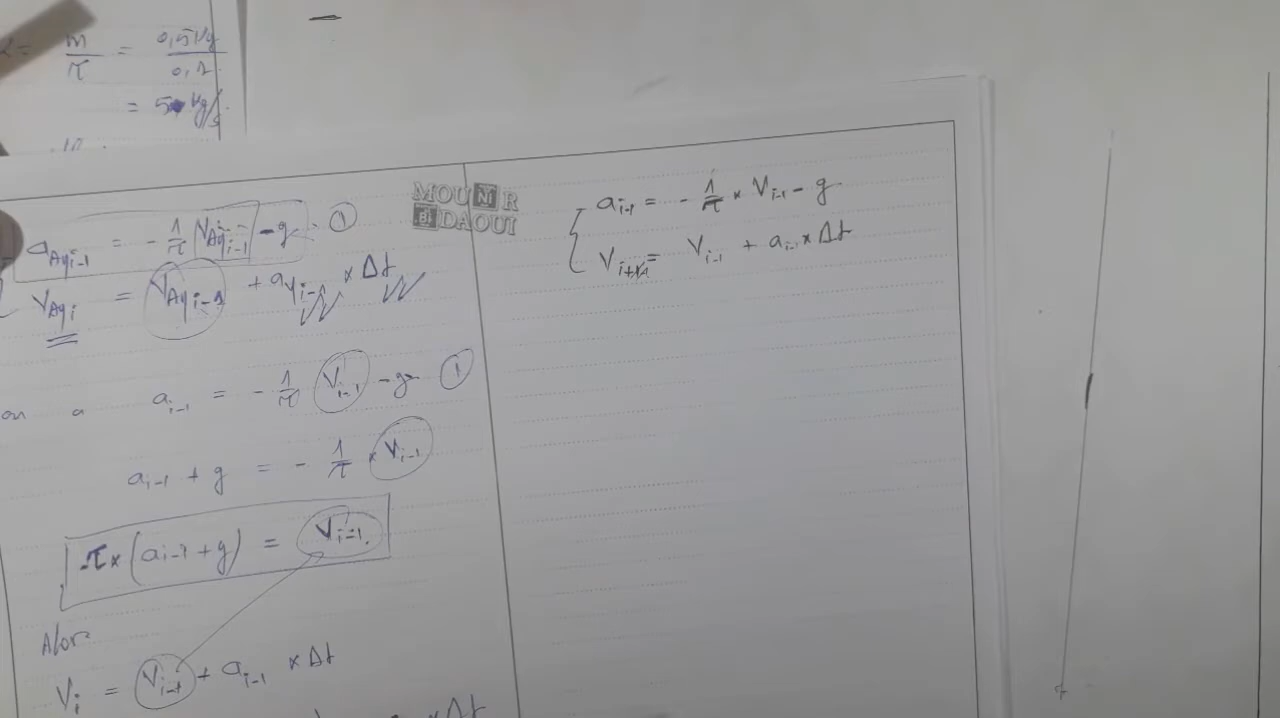 m/τ = 0,5 Kg / 0,1
= 5 Kg/s
MOUNIR
BIDAOUI
a_Ayi-1 = - 1/τ V_Ayi-1 - g ①
V_Ayi = V_Ayi-1 + a_yi-1 × Δt
on a a_i-1 = - 1/τ V_i-1 - g ①
a_i-1 + g = - 1/τ × V_i-1
-τ × (a_i-1 + g) = V_i-1.
Alors
V_i = V_i-1 + a_i-1 × Δt
× Δt
a_i-1 = - 1/τ × V_i-1 - g
= V_i-1 + a_i-1 × Δt